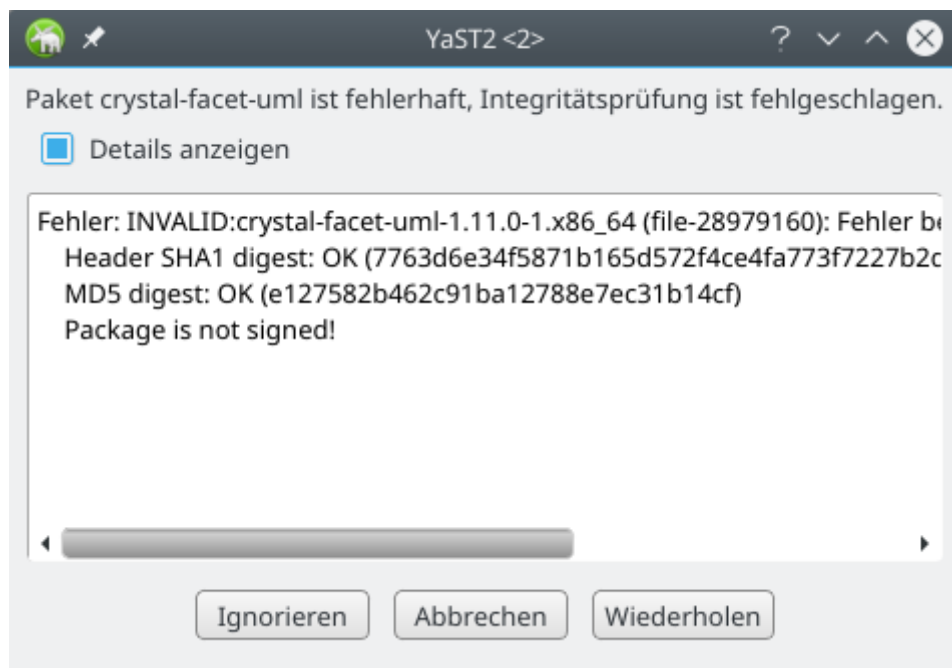 YaST2 <2>
Paket crystal-facet-uml ist fehlerhaft, Integritätsprüfung ist fehlgeschlagen.
Details anzeigen
Fehler: INVALID:crystal-facet-uml-1.11.0-1.x86_64 (file-28979160): Fehler be
Header SHA1 digest: OK (7763d6e34f5871b165d572f4ce4fa773f7227b2c
MD5 digest: OK (e127582b462c91ba12788e7ec31b14cf)
Package is not signed!
Ignorieren Abbrechen Wiederholen